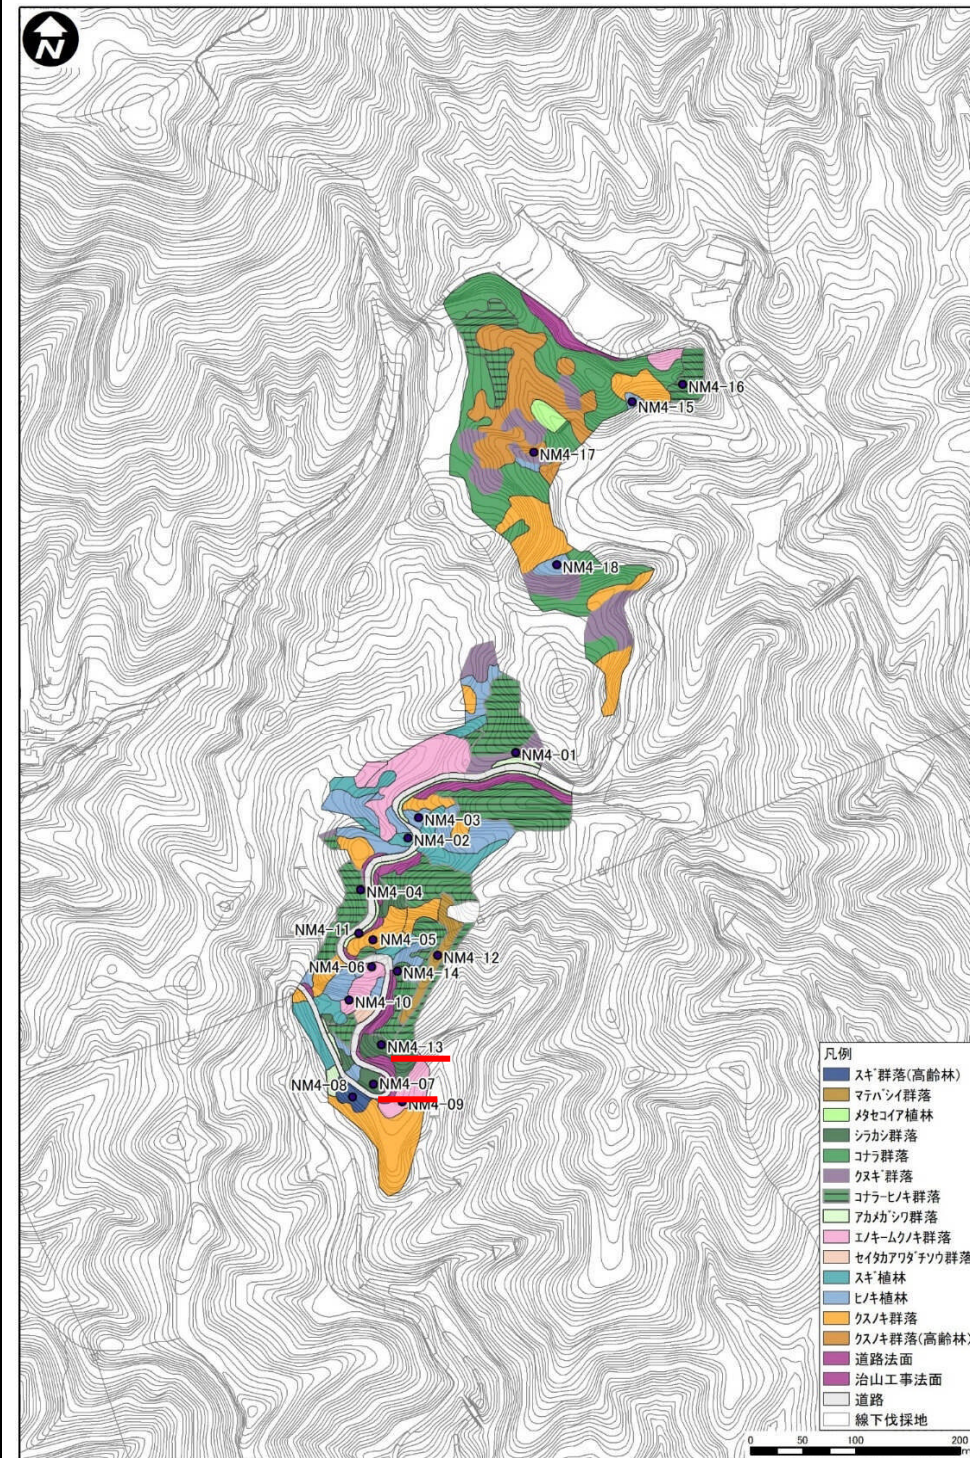 N
NM4-16
NM4-15
NM4-17
NM4-18
NM4-01
NM4-03
NM4-02
NM4-04
NM4-11
NM4-05
NM4-12
NM4-06
NM4-14
NM4-10
NM4-13
NM4-08
NM4-07
NM4-09
凡例
スギ群落(高齢林)
マテバシイ群落
メタセコイア植林
シラカシ群落
コナラ群落
クヌギ群落
コナラーヒノキ群落
アカメガシワ群落
エノキームクノキ群落
セイタカアワダチソウ群落
スギ植林
ヒノキ植林
クスノキ群落
クスノキ群落(高齢林)
道路法面
治山工事法面
道路
線下伐採地
0 50 100 200
m